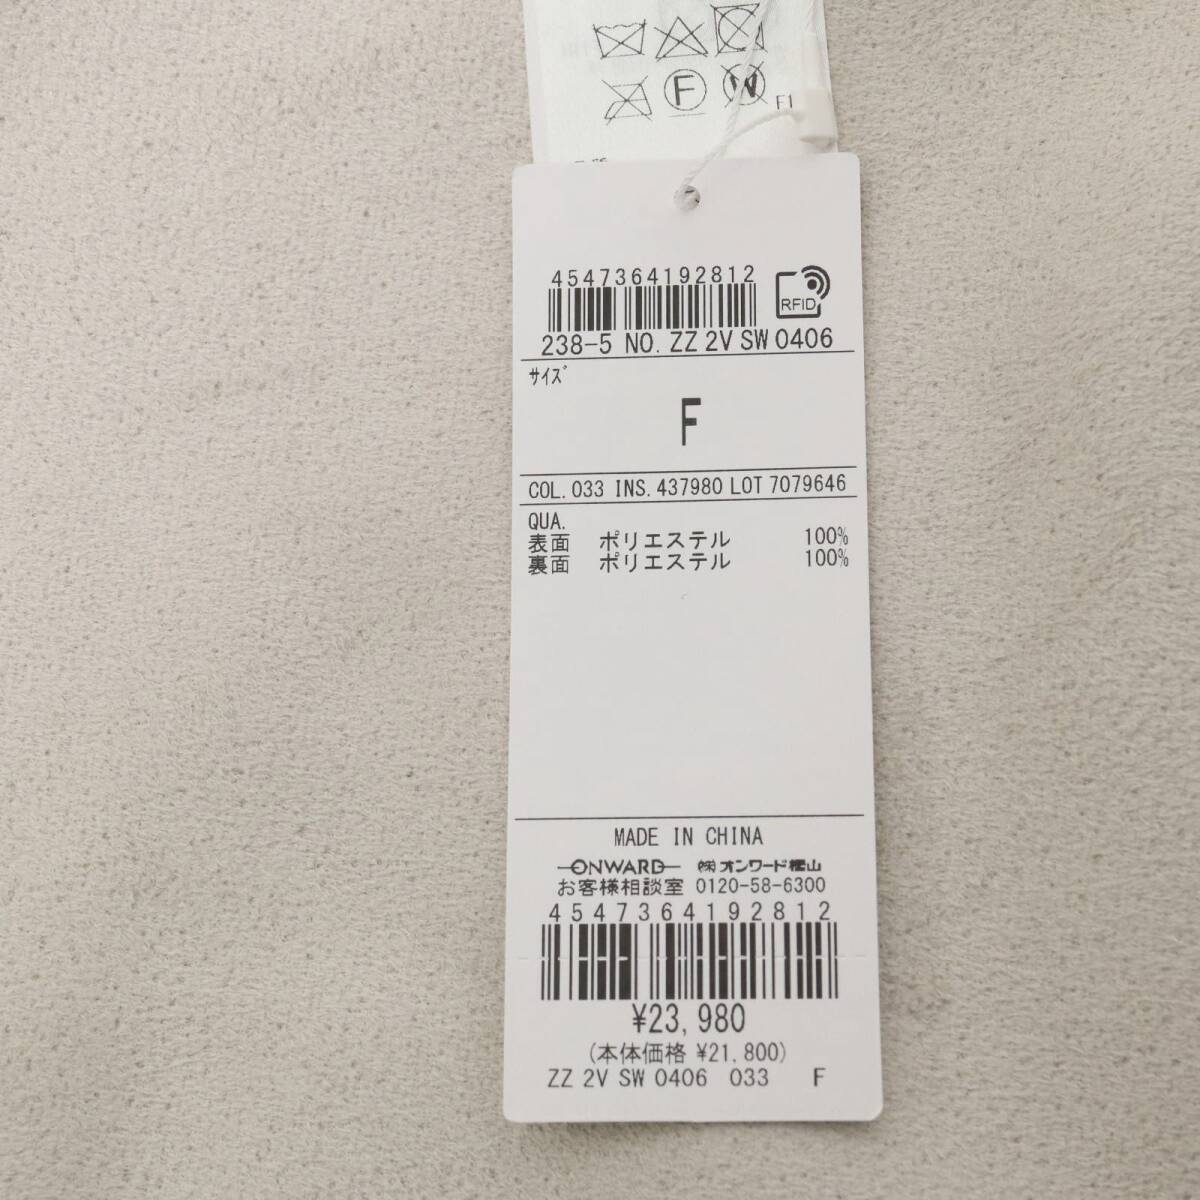 F
W
F1
4547364192812
RFID
238-5 NO. ZZ 2V SW 0406
サイズ
F
COL. 033 INS. 437980 LOT 7079646
QUA.
表面 ポリエステル 100%
裏面 ポリエステル 100%
MADE IN CHINA
ONWARD ㈱オンワード樫山
お客様相談室 0120-58-6300
4547364192812
¥23,980
(本体価格 ¥21,800)
ZZ 2V SW 0406 033 F